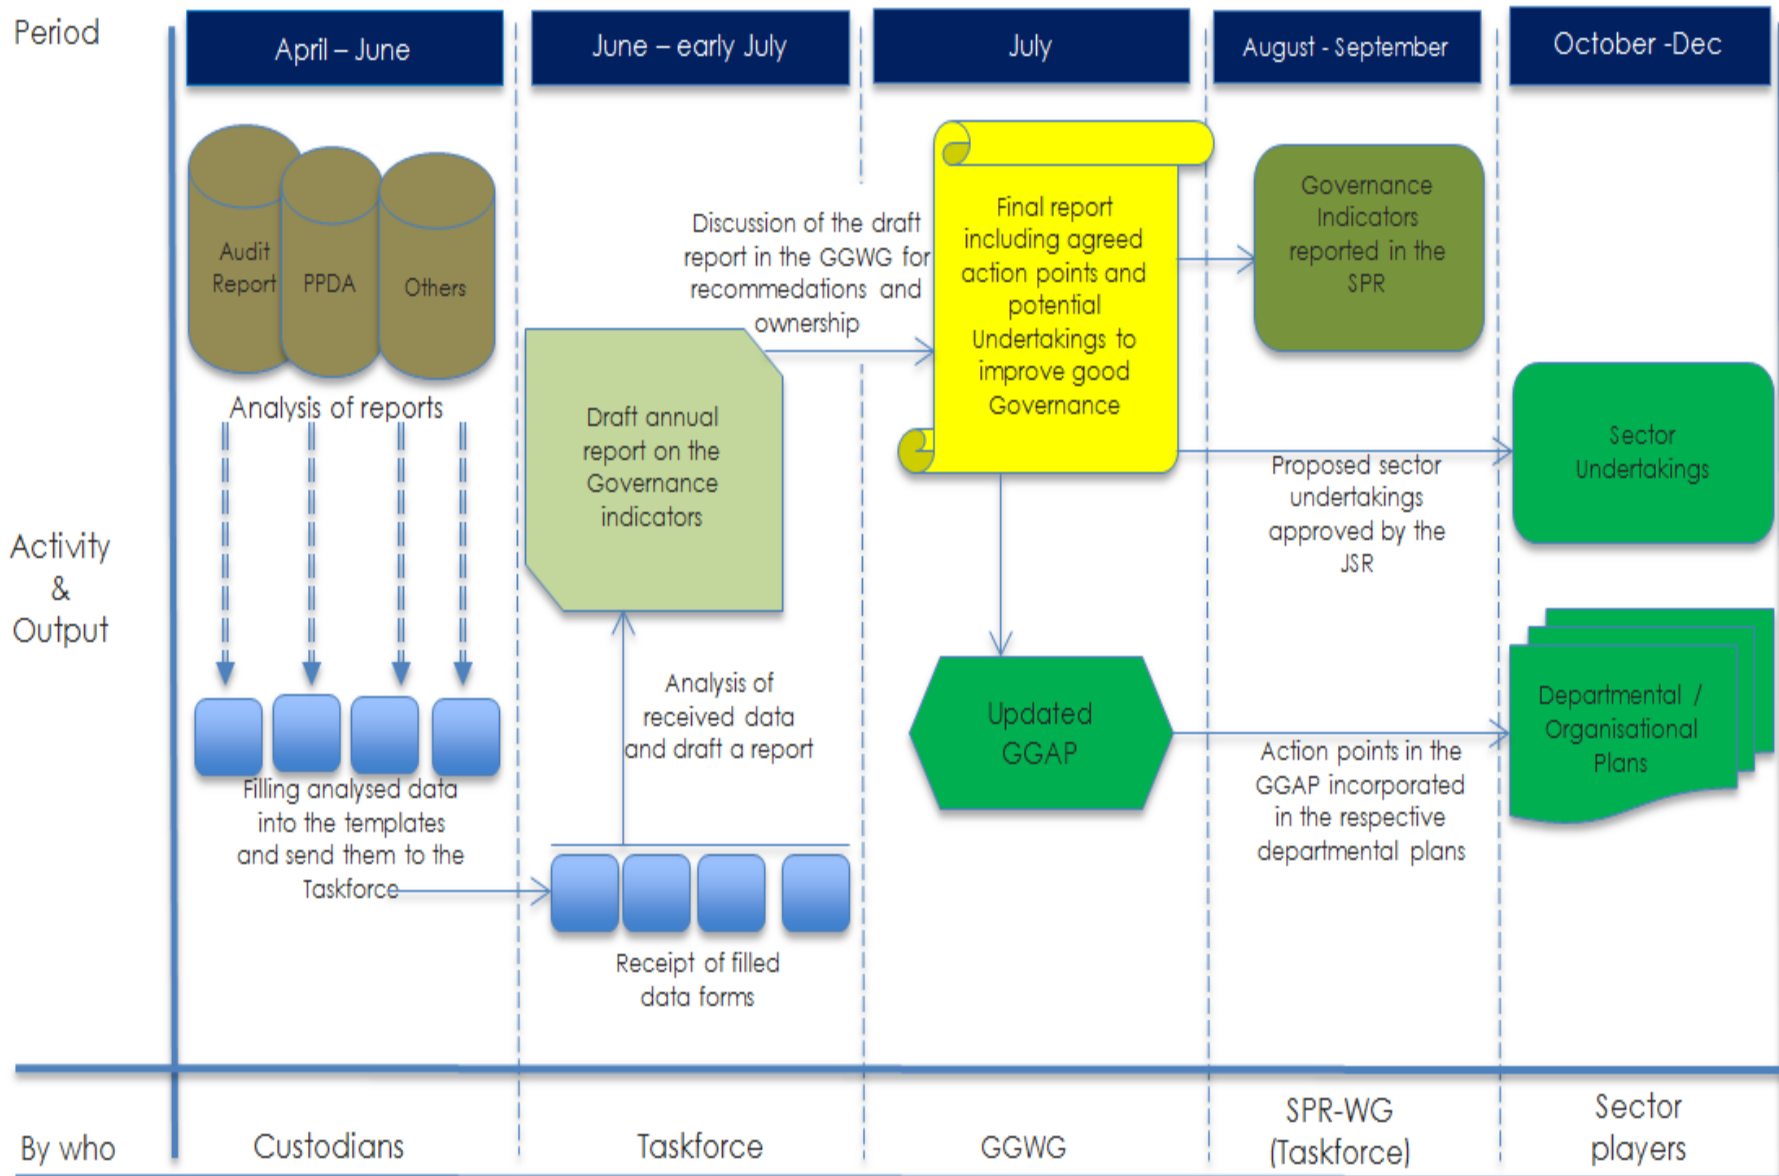 Period
April – June
June – early July
July
August - September
October -Dec
Activity
&
Output
Audit
Report
PPDA
Others
Analysis of reports
Filling analysed data
into the templates
and send them to the
Taskforce
Draft annual
report on the
Governance
indicators
Analysis of
received data
and draft a report
Receipt of filled
data forms
Discussion of the draft
report in the GGWG for
recommedations and
ownership
Final report
including agreed
action points and
potential
Undertakings to
improve good
Governance
Updated
GGAP
Governance
Indicators
reported in the
SPR
Proposed sector
undertakings
approved by the
JSR
Action points in the
GGAP incorporated
in the respective
departmental plans
Sector
Undertakings
Departmental /
Organisational
Plans
By who
Custodians
Taskforce
GGWG
SPR-WG
(Taskforce)
Sector
players